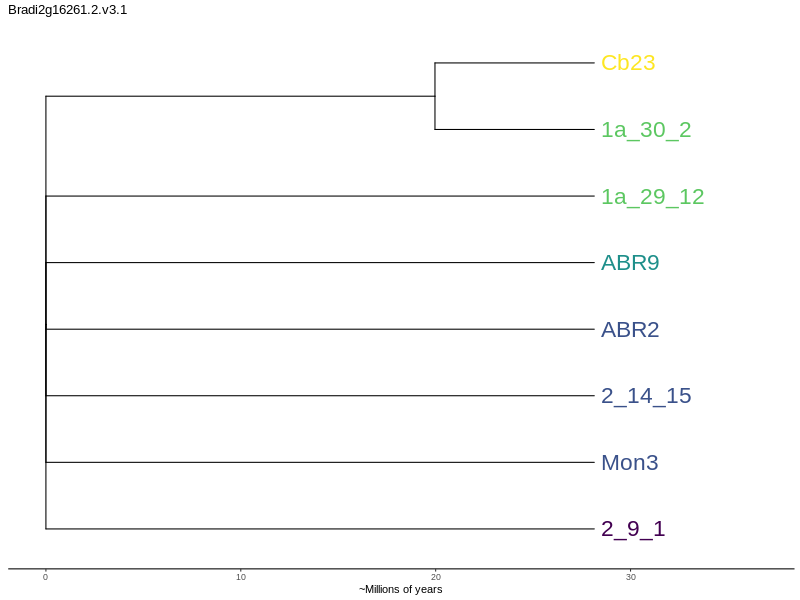 Bradi2g16261.2.v3.1
Cb23
1a_30_2
1a_29_12
ABR9
ABR2
2_14_15
Mon3
2_9_1
0 10 20 30
~Millions of years